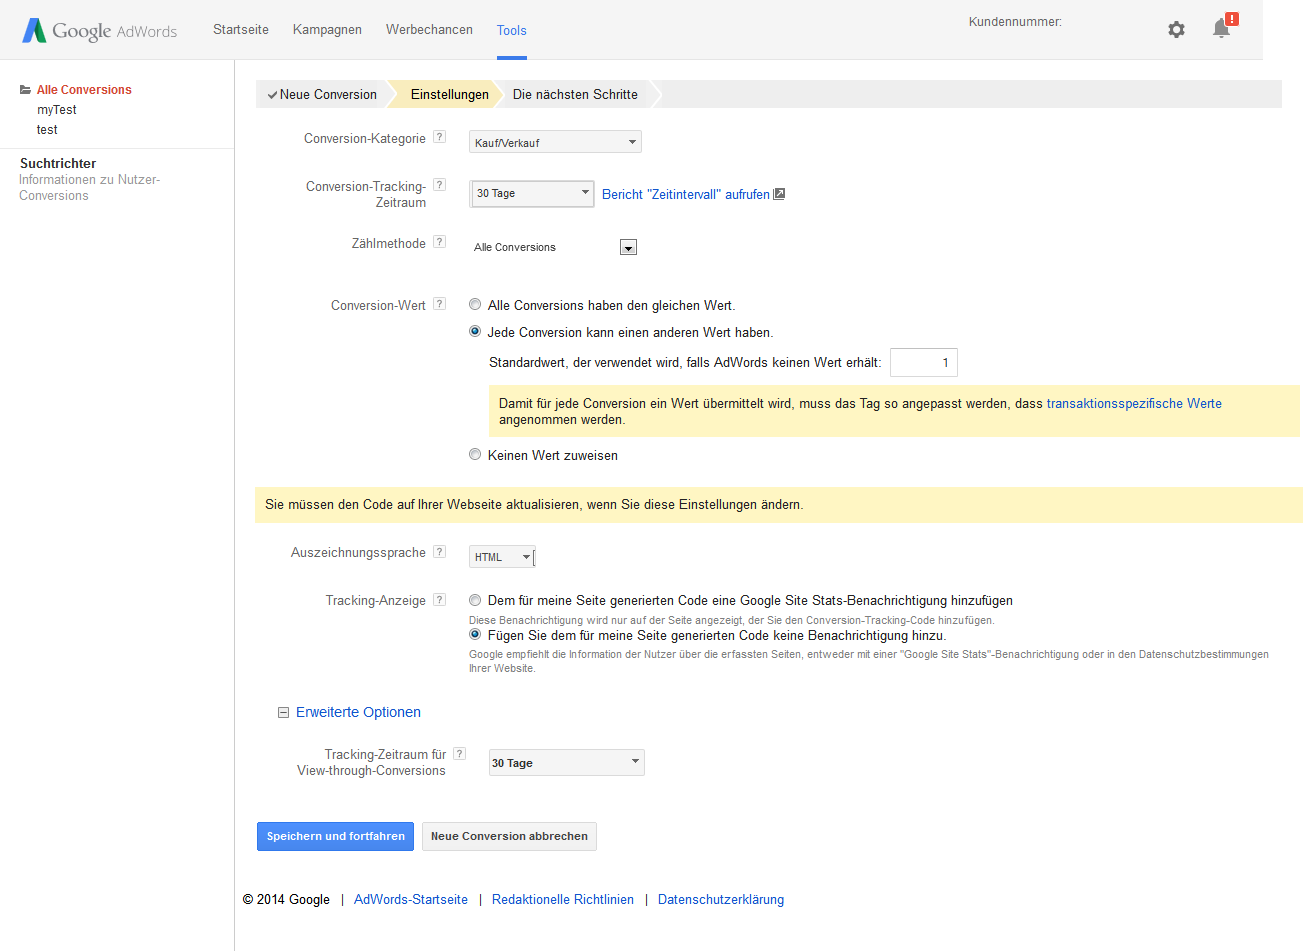 Google AdWords
Startseite Kampagnen Werbechancen Tools
Kundennummer:
!
Alle Conversions
myTest
test
Suchtrichter
Informationen zu Nutzer-
Conversions
Neue Conversion Einstellungen Die nächsten Schritte
Conversion-Kategorie ? Kauf/Verkauf
Conversion-Tracking-
Zeitraum ? 30 Tage Bericht "Zeitintervall" aufrufen
Zählmethode ? Alle Conversions
Conversion-Wert ? Alle Conversions haben den gleichen Wert.
Jede Conversion kann einen anderen Wert haben.
Standardwert, der verwendet wird, falls AdWords keinen Wert erhält: 1
Damit für jede Conversion ein Wert übermittelt wird, muss das Tag so angepasst werden, dass transaktionsspezifische Werte
angenommen werden.
Keinen Wert zuweisen
Sie müssen den Code auf Ihrer Webseite aktualisieren, wenn Sie diese Einstellungen ändern.
Auszeichnungssprache ? HTML
Tracking-Anzeige ? Dem für meine Seite generierten Code eine Google Site Stats-Benachrichtigung hinzufügen
Diese Benachrichtigung wird nur auf der Seite angezeigt, der Sie den Conversion-Tracking-Code hinzufügen.
Fügen Sie dem für meine Seite generierten Code keine Benachrichtigung hinzu.
Google empfiehlt die Information der Nutzer über die erfassten Seiten, entweder mit einer "Google Site Stats"-Benachrichtigung oder in den Datenschutzbestimmungen
Ihrer Website.
Erweiterte Optionen
Tracking-Zeitraum für
View-through-Conversions ? 30 Tage
Speichern und fortfahren Neue Conversion abbrechen
© 2014 Google | AdWords-Startseite | Redaktionelle Richtlinien | Datenschutzerklärung